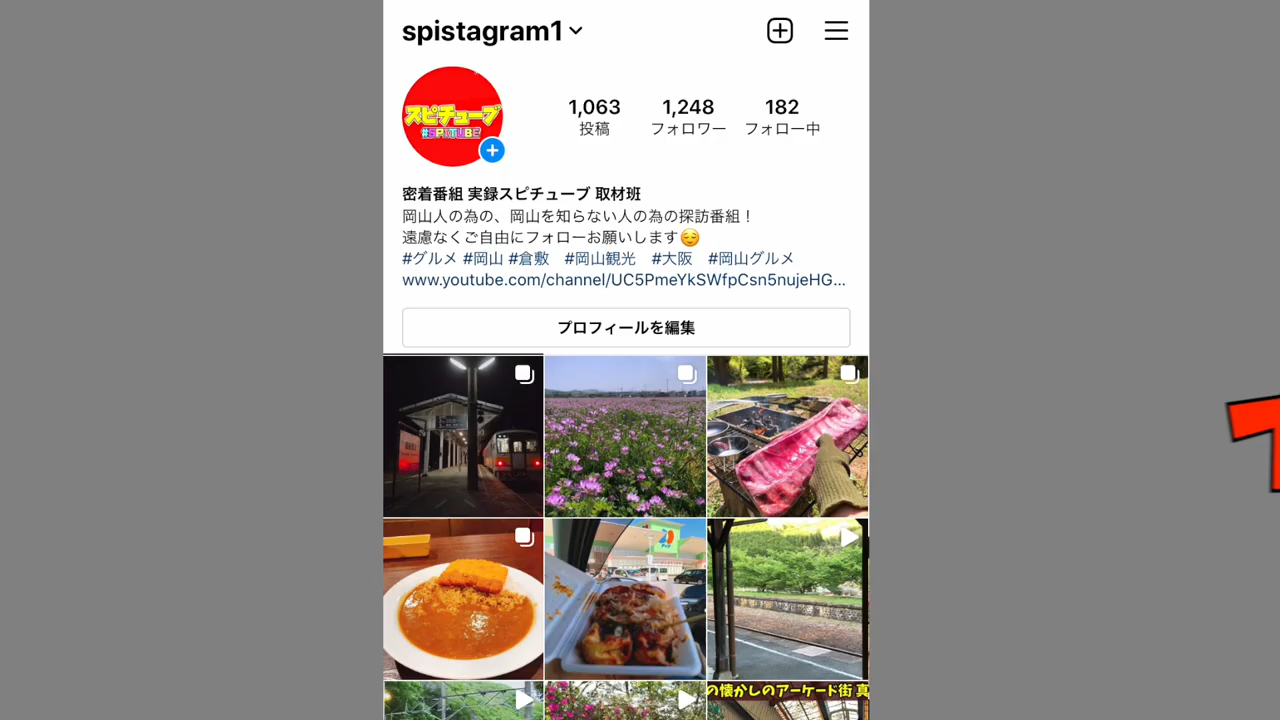 spistagram1
スピチューブ
#SPITUBE
1,063
投稿
1,248
フォロワー
182
フォロー中
密着番組 実録スピチューブ 取材班
岡山人の為の、岡山を知らない人の為の探訪番組！
遠慮なくご自由にフォローお願いします😌
#グルメ #岡山 #倉敷　#岡山観光　#大阪　#岡山グルメ
www.youtube.com/channel/UC5PmeYkSWfpCsn5nujeHG...
プロフィールを編集
の懐かしのアーケード街 真